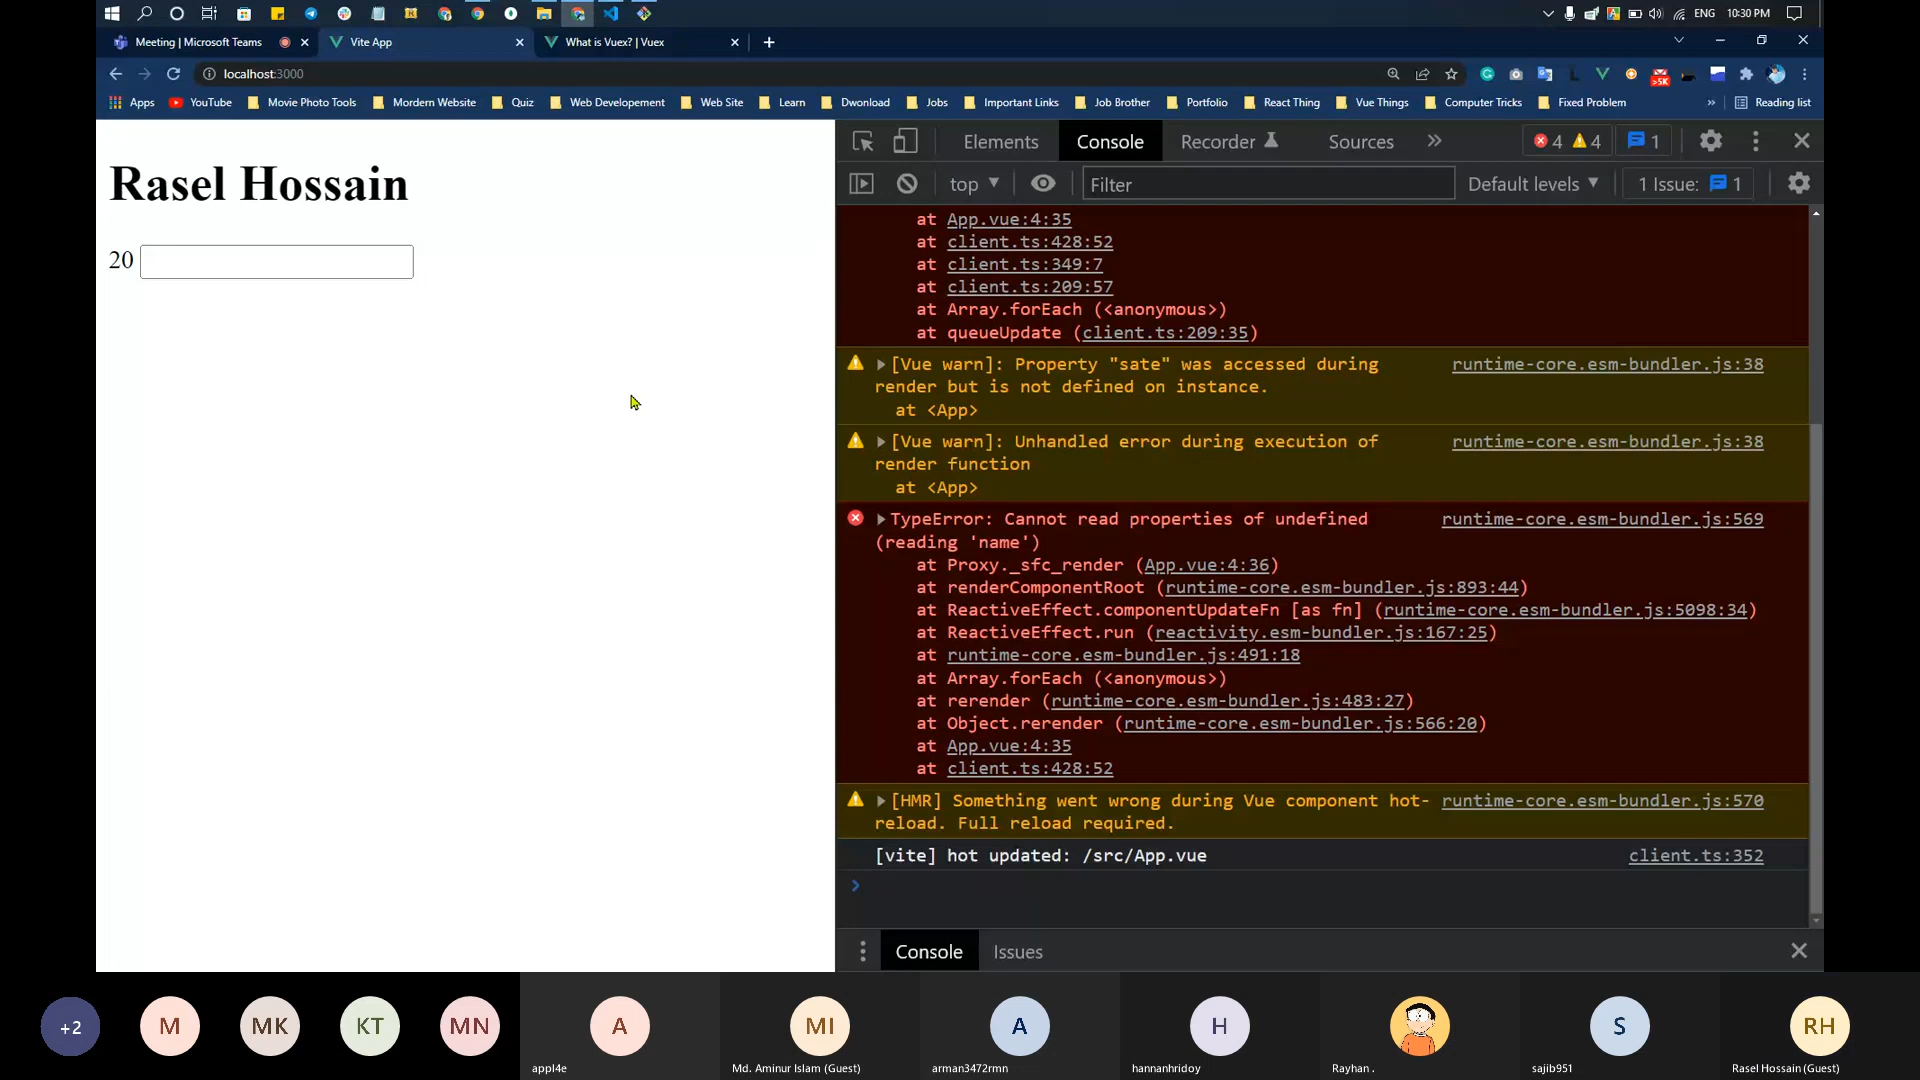 ENG 10:30 PM
Meeting | Microsoft Teams
Vite App
What is Vuex? | Vuex
localhost:3000
>5K
Apps YouTube Movie Photo Tools Mordern Website Quiz Web Developement Web Site Learn Dwonload Jobs Important Links Job Brother Portfolio React Thing Vue Things Computer Tricks Fixed Problem » Reading list
Rasel Hossain
20
Elements Console Recorder Sources » 4 4 1
top Filter Default levels 1 Issue: 1
at App.vue:4:35
at client.ts:428:52
at client.ts:349:7
at client.ts:209:57
at Array.forEach (<anonymous>)
at queueUpdate (client.ts:209:35)
[Vue warn]: Property "sate" was accessed during runtime-core.esm-bundler.js:38
render but is not defined on instance.
at <App>
[Vue warn]: Unhandled error during execution of runtime-core.esm-bundler.js:38
render function
at <App>
TypeError: Cannot read properties of undefined runtime-core.esm-bundler.js:569
(reading 'name')
at Proxy._sfc_render (App.vue:4:36)
at renderComponentRoot (runtime-core.esm-bundler.js:893:44)
at ReactiveEffect.componentUpdateFn [as fn] (runtime-core.esm-bundler.js:5098:34)
at ReactiveEffect.run (reactivity.esm-bundler.js:167:25)
at runtime-core.esm-bundler.js:491:18
at Array.forEach (<anonymous>)
at rerender (runtime-core.esm-bundler.js:483:27)
at Object.rerender (runtime-core.esm-bundler.js:566:20)
at App.vue:4:35
at client.ts:428:52
[HMR] Something went wrong during Vue component hot- runtime-core.esm-bundler.js:570
reload. Full reload required.
[vite] hot updated: /src/App.vue client.ts:352
Console Issues
+2 M MK KT MN A MI A H S RH
appl4e Md. Aminur Islam (Guest) arman3472rmn hannanhridoy Rayhan . sajib951 Rasel Hossain (Guest)